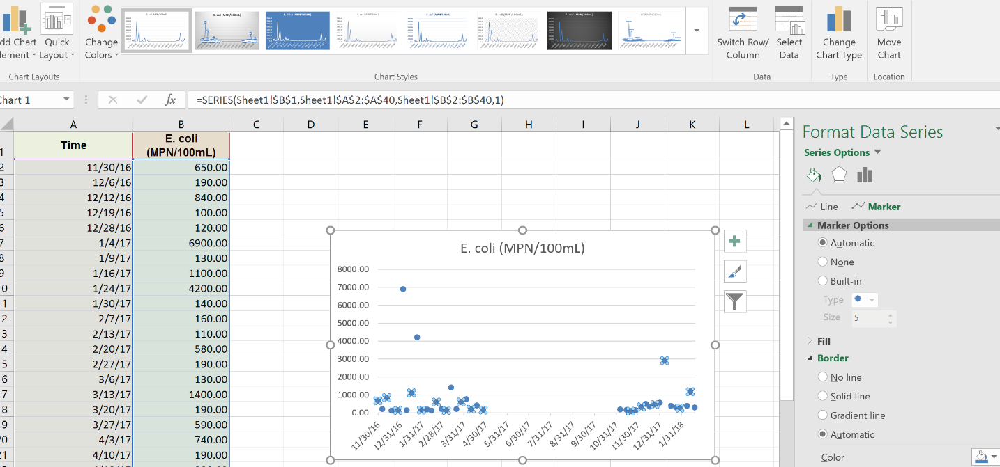 dd Chart
lement
Quick
Layout
Change
Colors
Switch Row/
Column
Select
Data
Change
Chart Type
Move
Chart
Chart Layouts
Chart Styles
Data
Type
Location
Chart 1
fx
=SERIES(Sheet1!$B$1,Sheet1!$A$2:$A$40,Sheet1!$B$2:$B$40,1)
A B C D E F G H I J K L
1 Time E. coli
(MPN/100mL)
2 11/30/16 650.00
3 12/6/16 190.00
4 12/12/16 840.00
5 12/19/16 100.00
6 12/28/16 120.00
7 1/4/17 6900.00
8 1/9/17 130.00
9 1/16/17 1100.00
0 1/24/17 4200.00
1 1/30/17 140.00
2 2/7/17 160.00
3 2/13/17 110.00
4 2/20/17 580.00
5 2/27/17 190.00
6 3/6/17 130.00
7 3/13/17 1400.00
8 3/20/17 190.00
9 3/27/17 590.00
20 4/3/17 740.00
21 4/10/17 190.00
E. coli (MPN/100mL)
8000.00
7000.00
6000.00
5000.00
4000.00
3000.00
2000.00
1000.00
0.00
11/30/16 12/31/16 1/31/17 2/28/17 3/31/17 4/30/17 5/31/17 6/30/17 7/31/17 8/31/17 9/30/17 10/31/17 11/30/17 12/31/17 1/31/18
Format Data Series
Series Options
Line Marker
Marker Options
Automatic
None
Built-in
Type
Size 5
Fill
Border
No line
Solid line
Gradient line
Automatic
Color